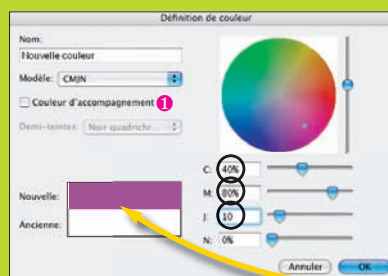 Définition de couleur
Nom:
Nouvelle couleur
Modèle: CMJN
Couleur d'accompagnement 1
Demi-teintes: Noir quadrichr...
C: 40%
M: 80%
J: 10
N: 0%
Nouvelle:
Ancienne:
Annuler OK